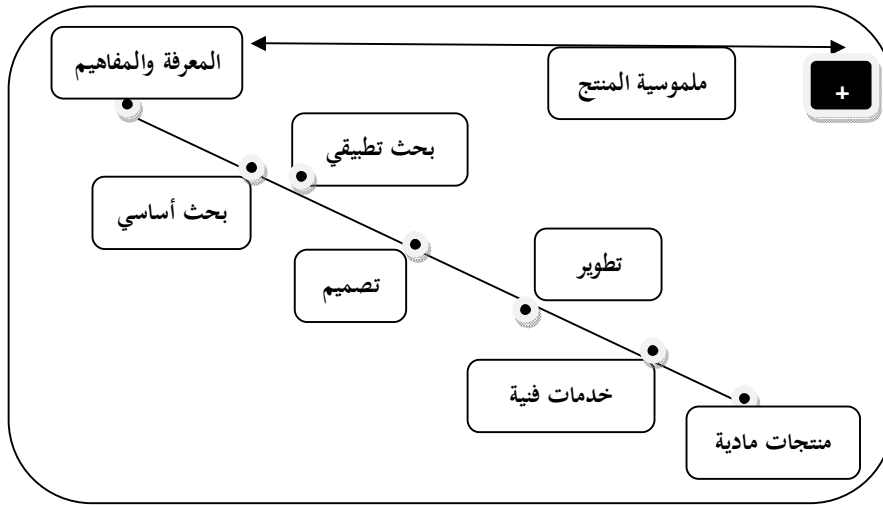 المعرفة والمفاهيم
ملموسية المنتج
+
بحث تطبيقي
بحث أساسي
تطوير
تصميم
خدمات فنية
منتجات مادية